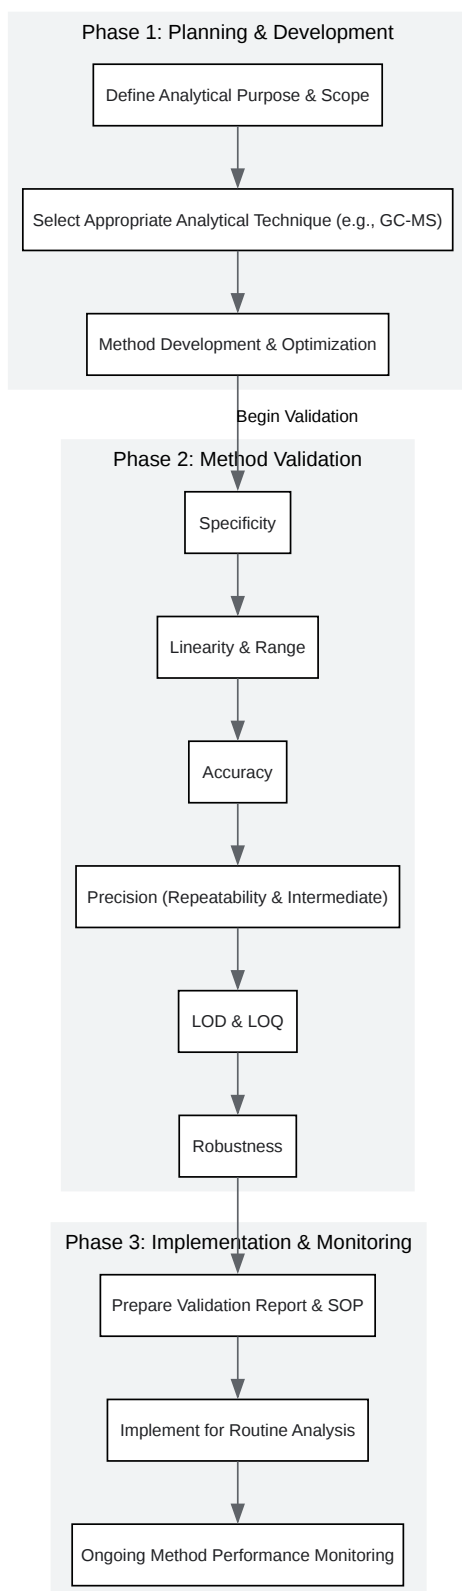 Phase 1: Planning & Development
Define Analytical Purpose & Scope
Select Appropriate Analytical Technique (e.g., GC-MS)
Method Development & Optimization
Begin Validation
Phase 2: Method Validation
Specificity
Linearity & Range
Accuracy
Precision (Repeatability & Intermediate)
LOD & LOQ
Robustness
Phase 3: Implementation & Monitoring
Prepare Validation Report & SOP
Implement for Routine Analysis
Ongoing Method Performance Monitoring